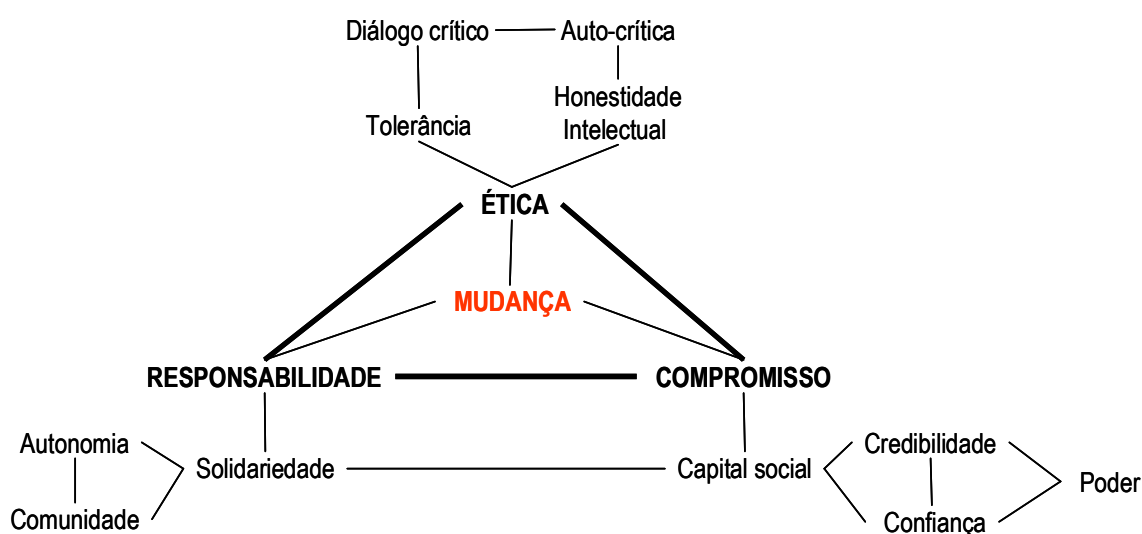 Diálogo crítico
Auto-crítica
Tolerância
Honestidade
Intelectual
ÉTICA
MUDANÇA
RESPONSABILIDADE
COMPROMISSO
Autonomia
Solidariedade
Comunidade
Capital social
Credibilidade
Confiança
Poder